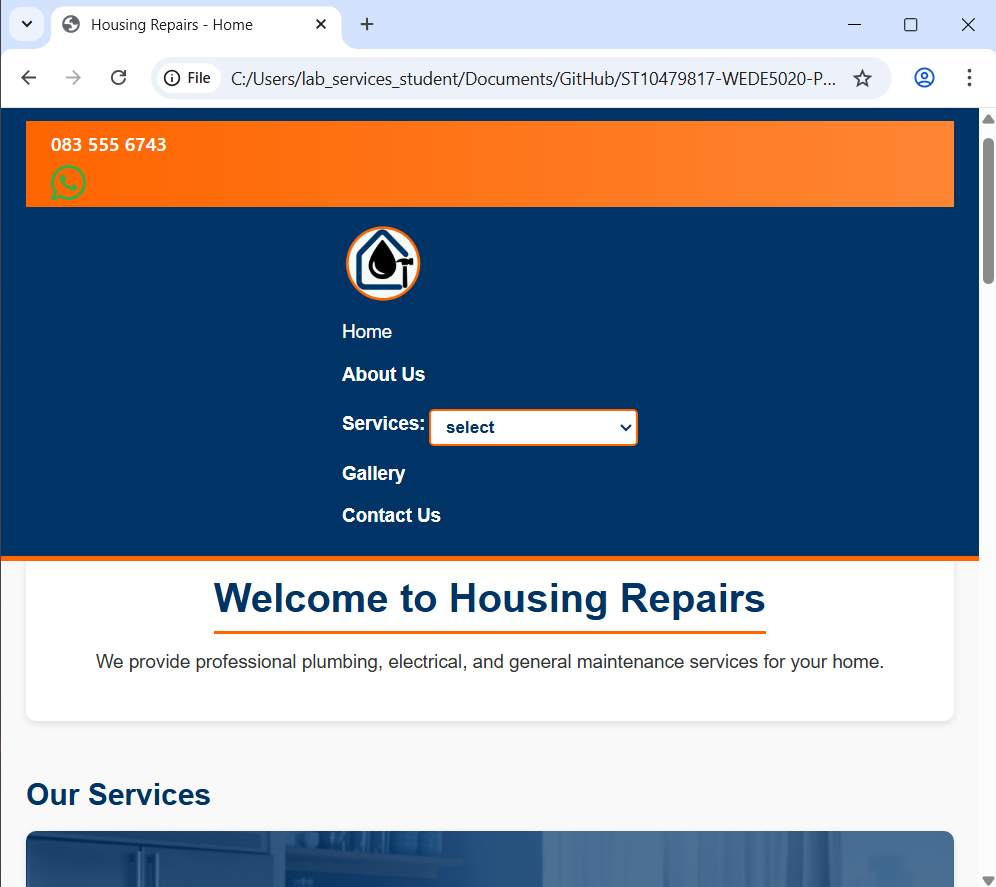 Housing Repairs - Home
File
C:/Users/lab_services_student/Documents/GitHub/ST10479817-WEDE5020-P...
083 555 6743
Home
About Us
Services: select
Gallery
Contact Us
Welcome to Housing Repairs
We provide professional plumbing, electrical, and general maintenance services for your home.
Our Services